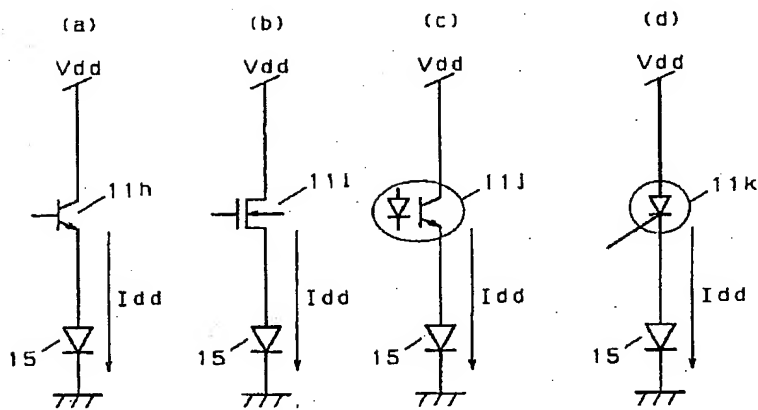 (a) (b) (c) (d)
Vdd Vdd Vdd Vdd
11h 11i 11j 11k
Idd Idd Idd Idd
15 15 15 15